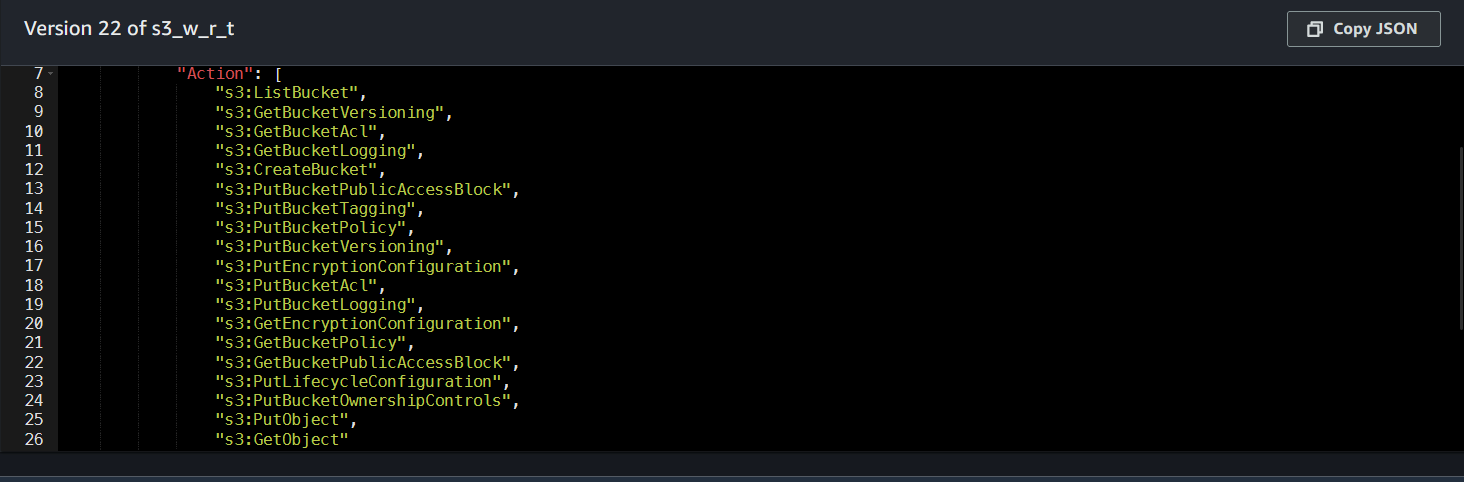 Version 22 of s3_w_r_t
Copy JSON
7 "Action": [
8 "s3:ListBucket",
9 "s3:GetBucketVersioning",
10 "s3:GetBucketAcl",
11 "s3:GetBucketLogging",
12 "s3:CreateBucket",
13 "s3:PutBucketPublicAccessBlock",
14 "s3:PutBucketTagging",
15 "s3:PutBucketPolicy",
16 "s3:PutBucketVersioning",
17 "s3:PutEncryptionConfiguration",
18 "s3:PutBucketAcl",
19 "s3:PutBucketLogging",
20 "s3:GetEncryptionConfiguration",
21 "s3:GetBucketPolicy",
22 "s3:GetBucketPublicAccessBlock",
23 "s3:PutLifecycleConfiguration",
24 "s3:PutBucketOwnershipControls",
25 "s3:PutObject",
26 "s3:GetObject"